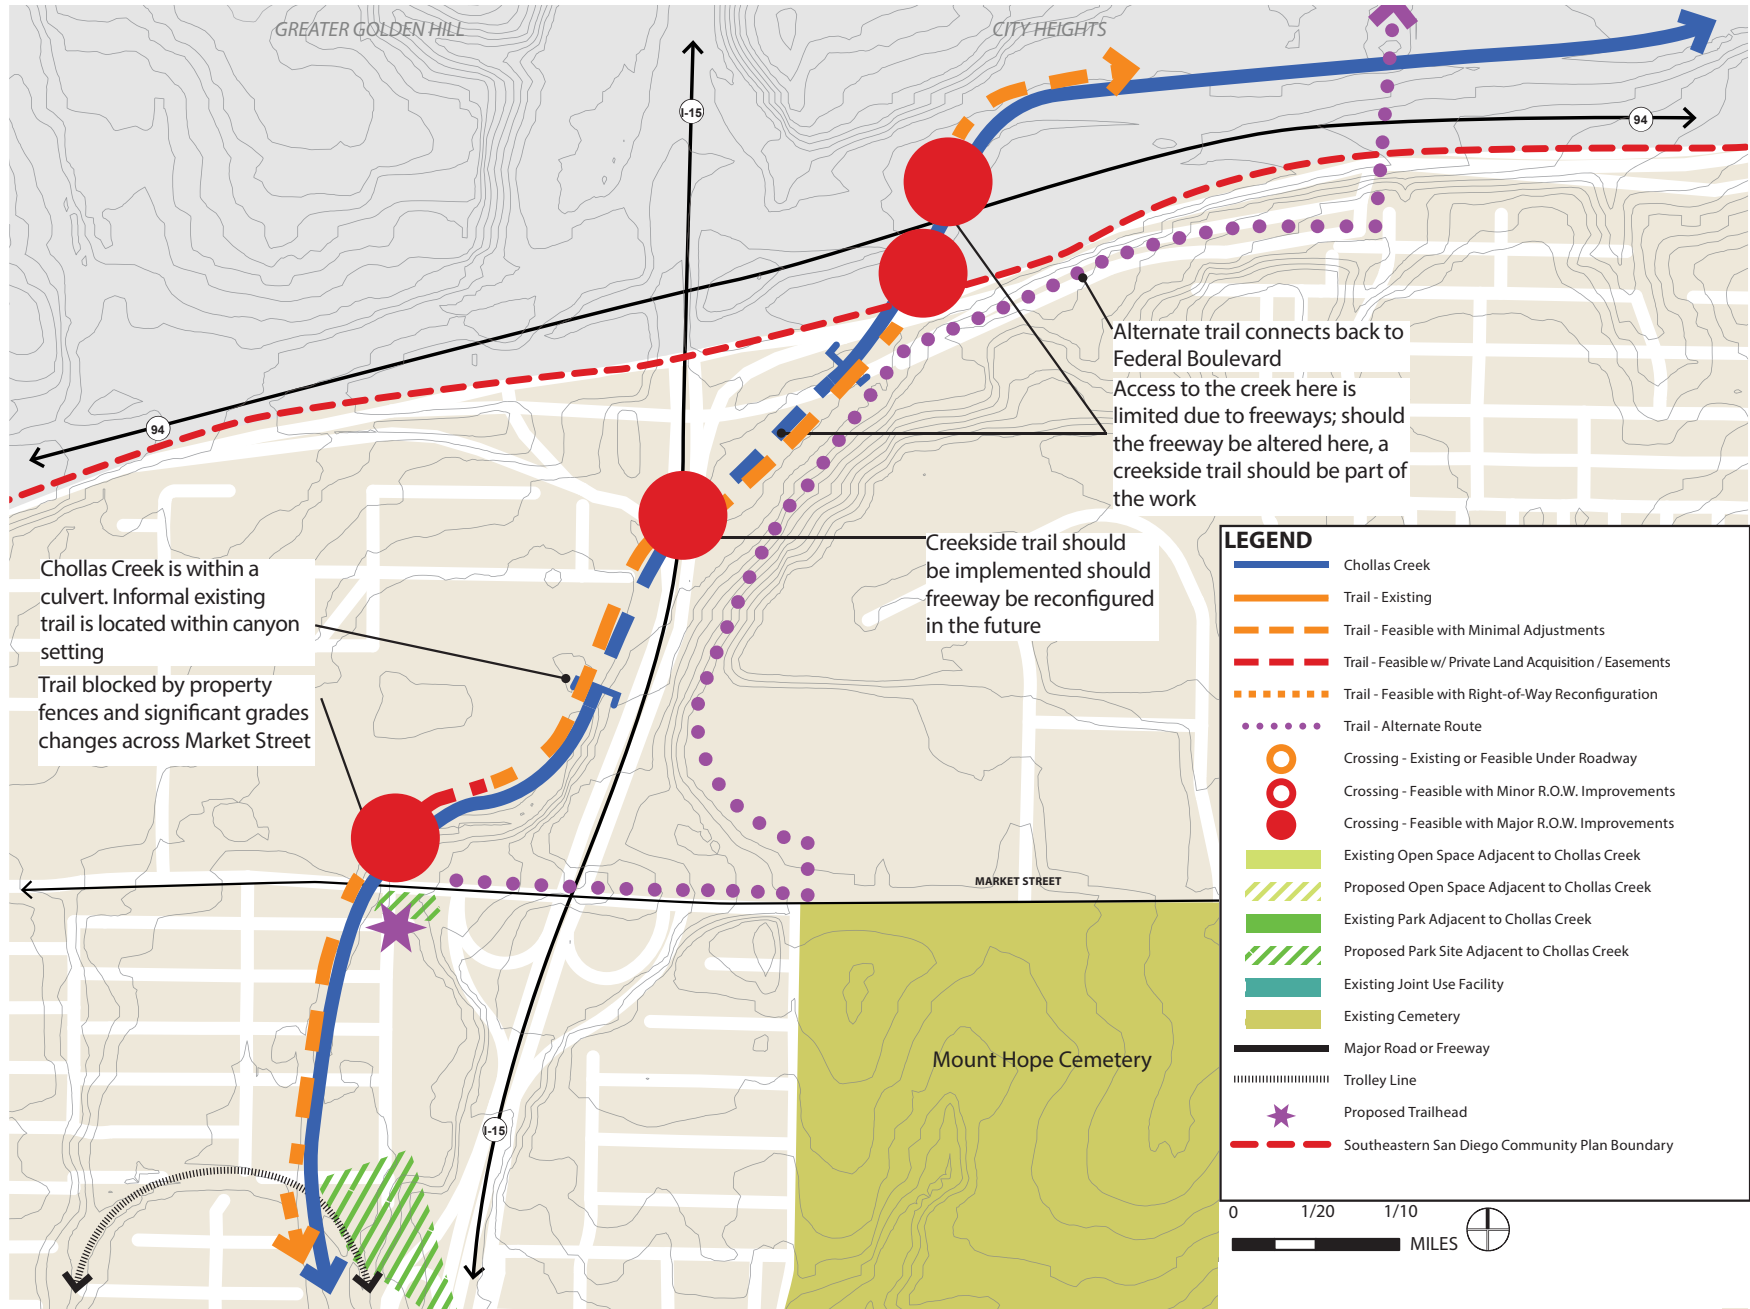 GREATER GOLDEN HILL
CITY HEIGHTS
I-15
94
94
Alternate trail connects back to
Federal Boulevard
Access to the creek here is
limited due to freeways; should
the freeway be altered here, a
creekside trail should be part of
the work
Creekside trail should
be implemented should
freeway be reconfigured
in the future
Chollas Creek is within a
culvert. Informal existing
trail is located within canyon
setting
Trail blocked by property
fences and significant grades
changes across Market Street
MARKET STREET
Mount Hope Cemetery
I-15
LEGEND
Chollas Creek
Trail - Existing
Trail - Feasible with Minimal Adjustments
Trail - Feasible w/ Private Land Acquisition / Easements
Trail - Feasible with Right-of-Way Reconfiguration
Trail - Alternate Route
Crossing - Existing or Feasible Under Roadway
Crossing - Feasible with Minor R.O.W. Improvements
Crossing - Feasible with Major R.O.W. Improvements
Existing Open Space Adjacent to Chollas Creek
Proposed Open Space Adjacent to Chollas Creek
Existing Park Adjacent to Chollas Creek
Proposed Park Site Adjacent to Chollas Creek
Existing Joint Use Facility
Existing Cemetery
Major Road or Freeway
Trolley Line
Proposed Trailhead
Southeastern San Diego Community Plan Boundary
0 1/20 1/10
MILES